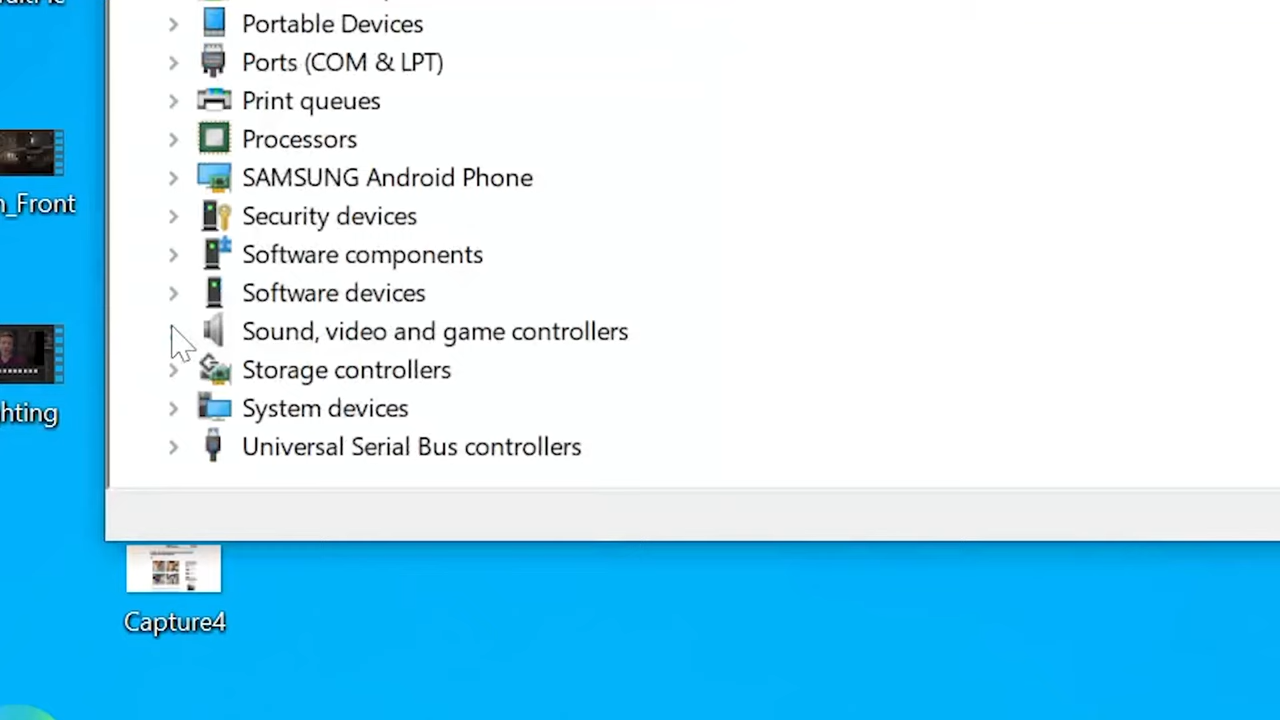 Portable Devices
Ports (COM & LPT)
Print queues
Processors
SAMSUNG Android Phone
_Front
Security devices
Software components
Software devices
Sound, video and game controllers
Storage controllers
System devices
hting
Universal Serial Bus controllers
Capture4